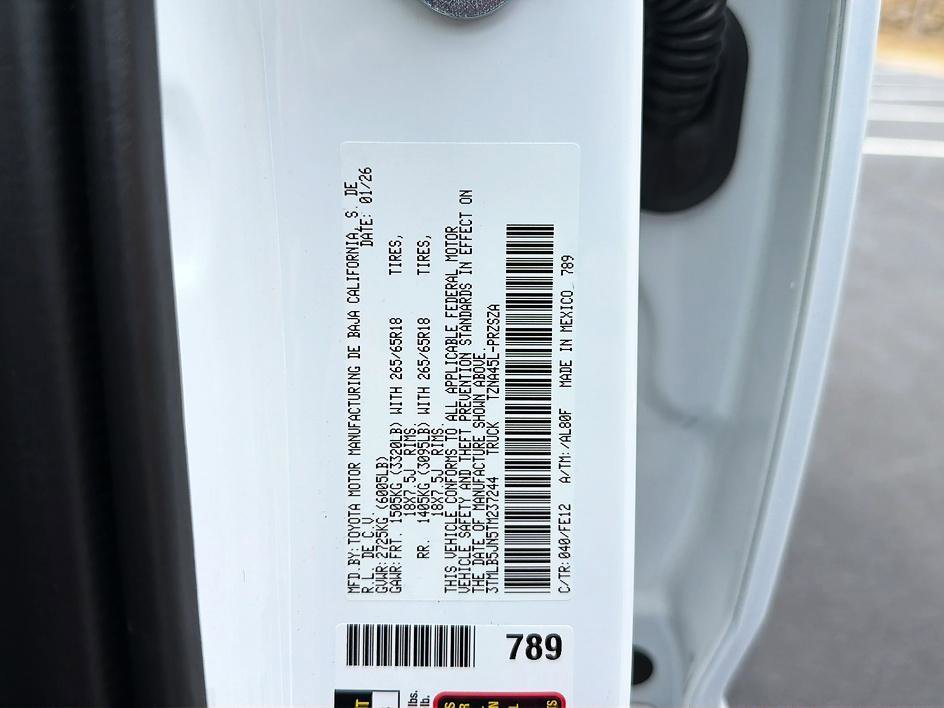 MFD.BY:TOYOTA MOTOR MANUFACTURING DE BAJA CALIFORNIA, S. DE
R.L. DE C.V. DATE: 01/26
GVWR:2725KG (6005LB)
GAWR:FRT. 1505KG (3320LB) WITH 265/65R18 TIRES,
18X7.5J RIMS.
RR. 1405KG (3095LB) WITH 265/65R18 TIRES,
18X7.5J RIMS.
THIS VEHICLE CONFORMS TO ALL APPLICABLE FEDERAL MOTOR
VEHICLE SAFETY AND THEFT PREVENTION STANDARDS IN EFFECT ON
THE DATE OF MANUFACTURE SHOWN ABOVE.
3TMLB5JN5TM237244 TRUCK TZNA45L-PRZSZA
C/TR:040/FE12 A/TM:/AL80F MADE IN MEXICO 789
789
lbs.
lb.